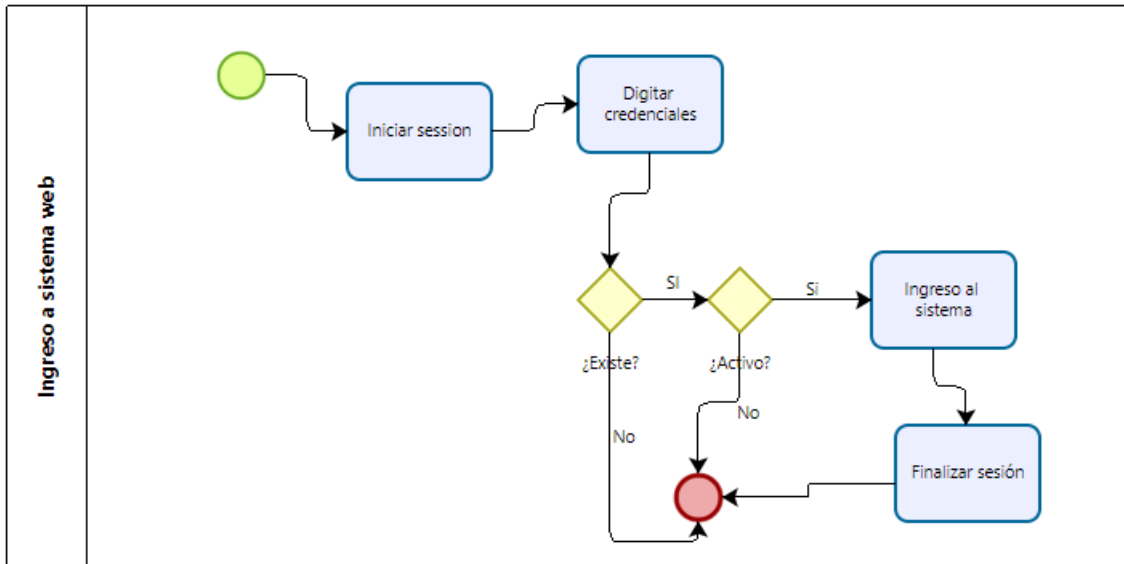 Ingreso a sistema web
Iniciar session
Digitar
credenciales
¿Existe?
SI
No
¿Activo?
Si
No
Ingreso al
sistema
Finalizar sesión